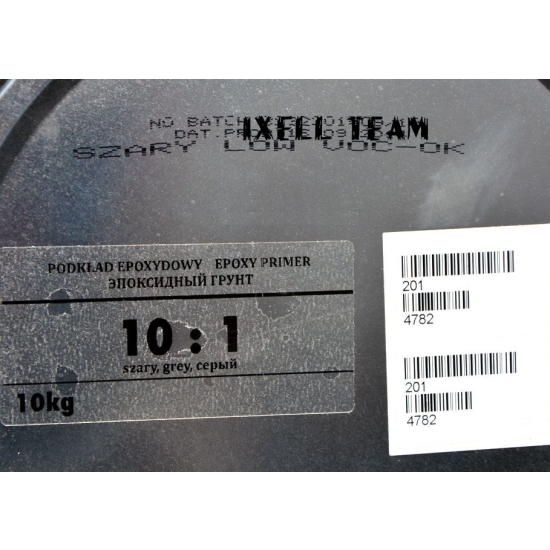 NO BATCH
IXELL TEAM
DAT.PR
SZARY LOW VOC-OK
PODKŁAD EPOXYDOWY EPOXY PRIMER
ЭПОКСИДНЫЙ ГРУНТ
10 : 1
szary, grey, серый
10kg
201
4782
201
4782